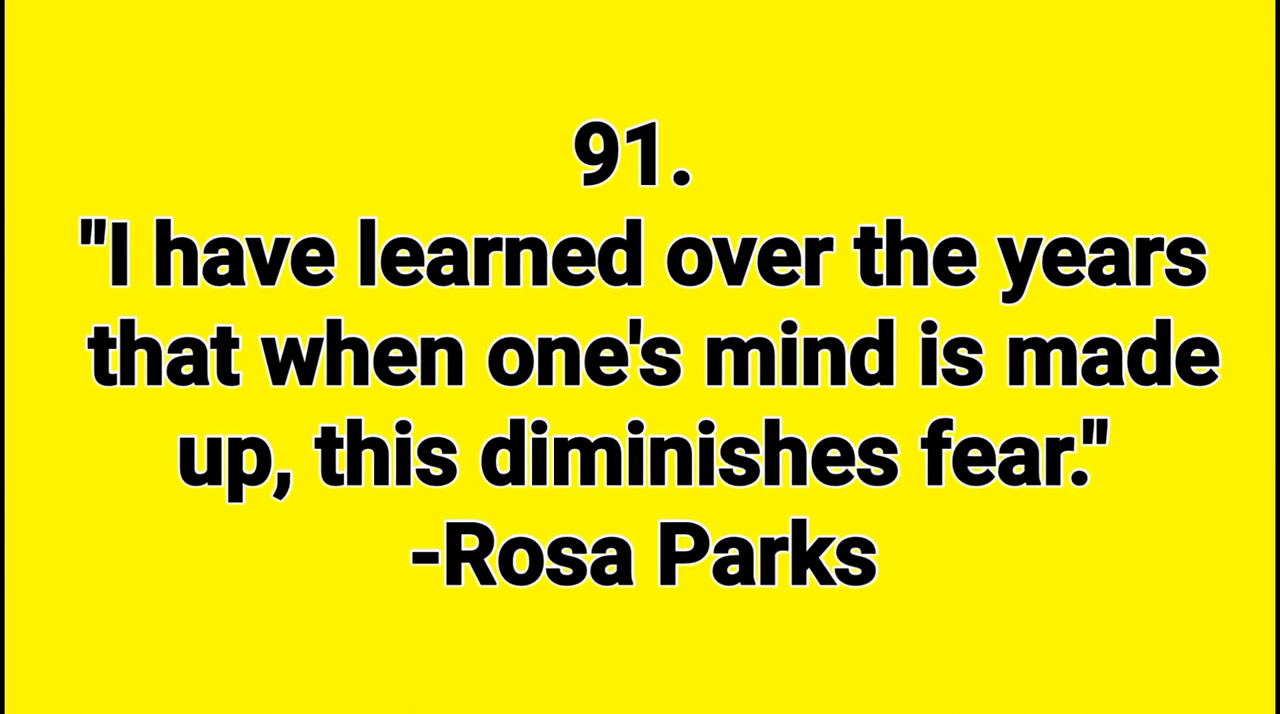 91.
"I have learned over the years
that when one's mind is made
up, this diminishes fear."
-Rosa Parks